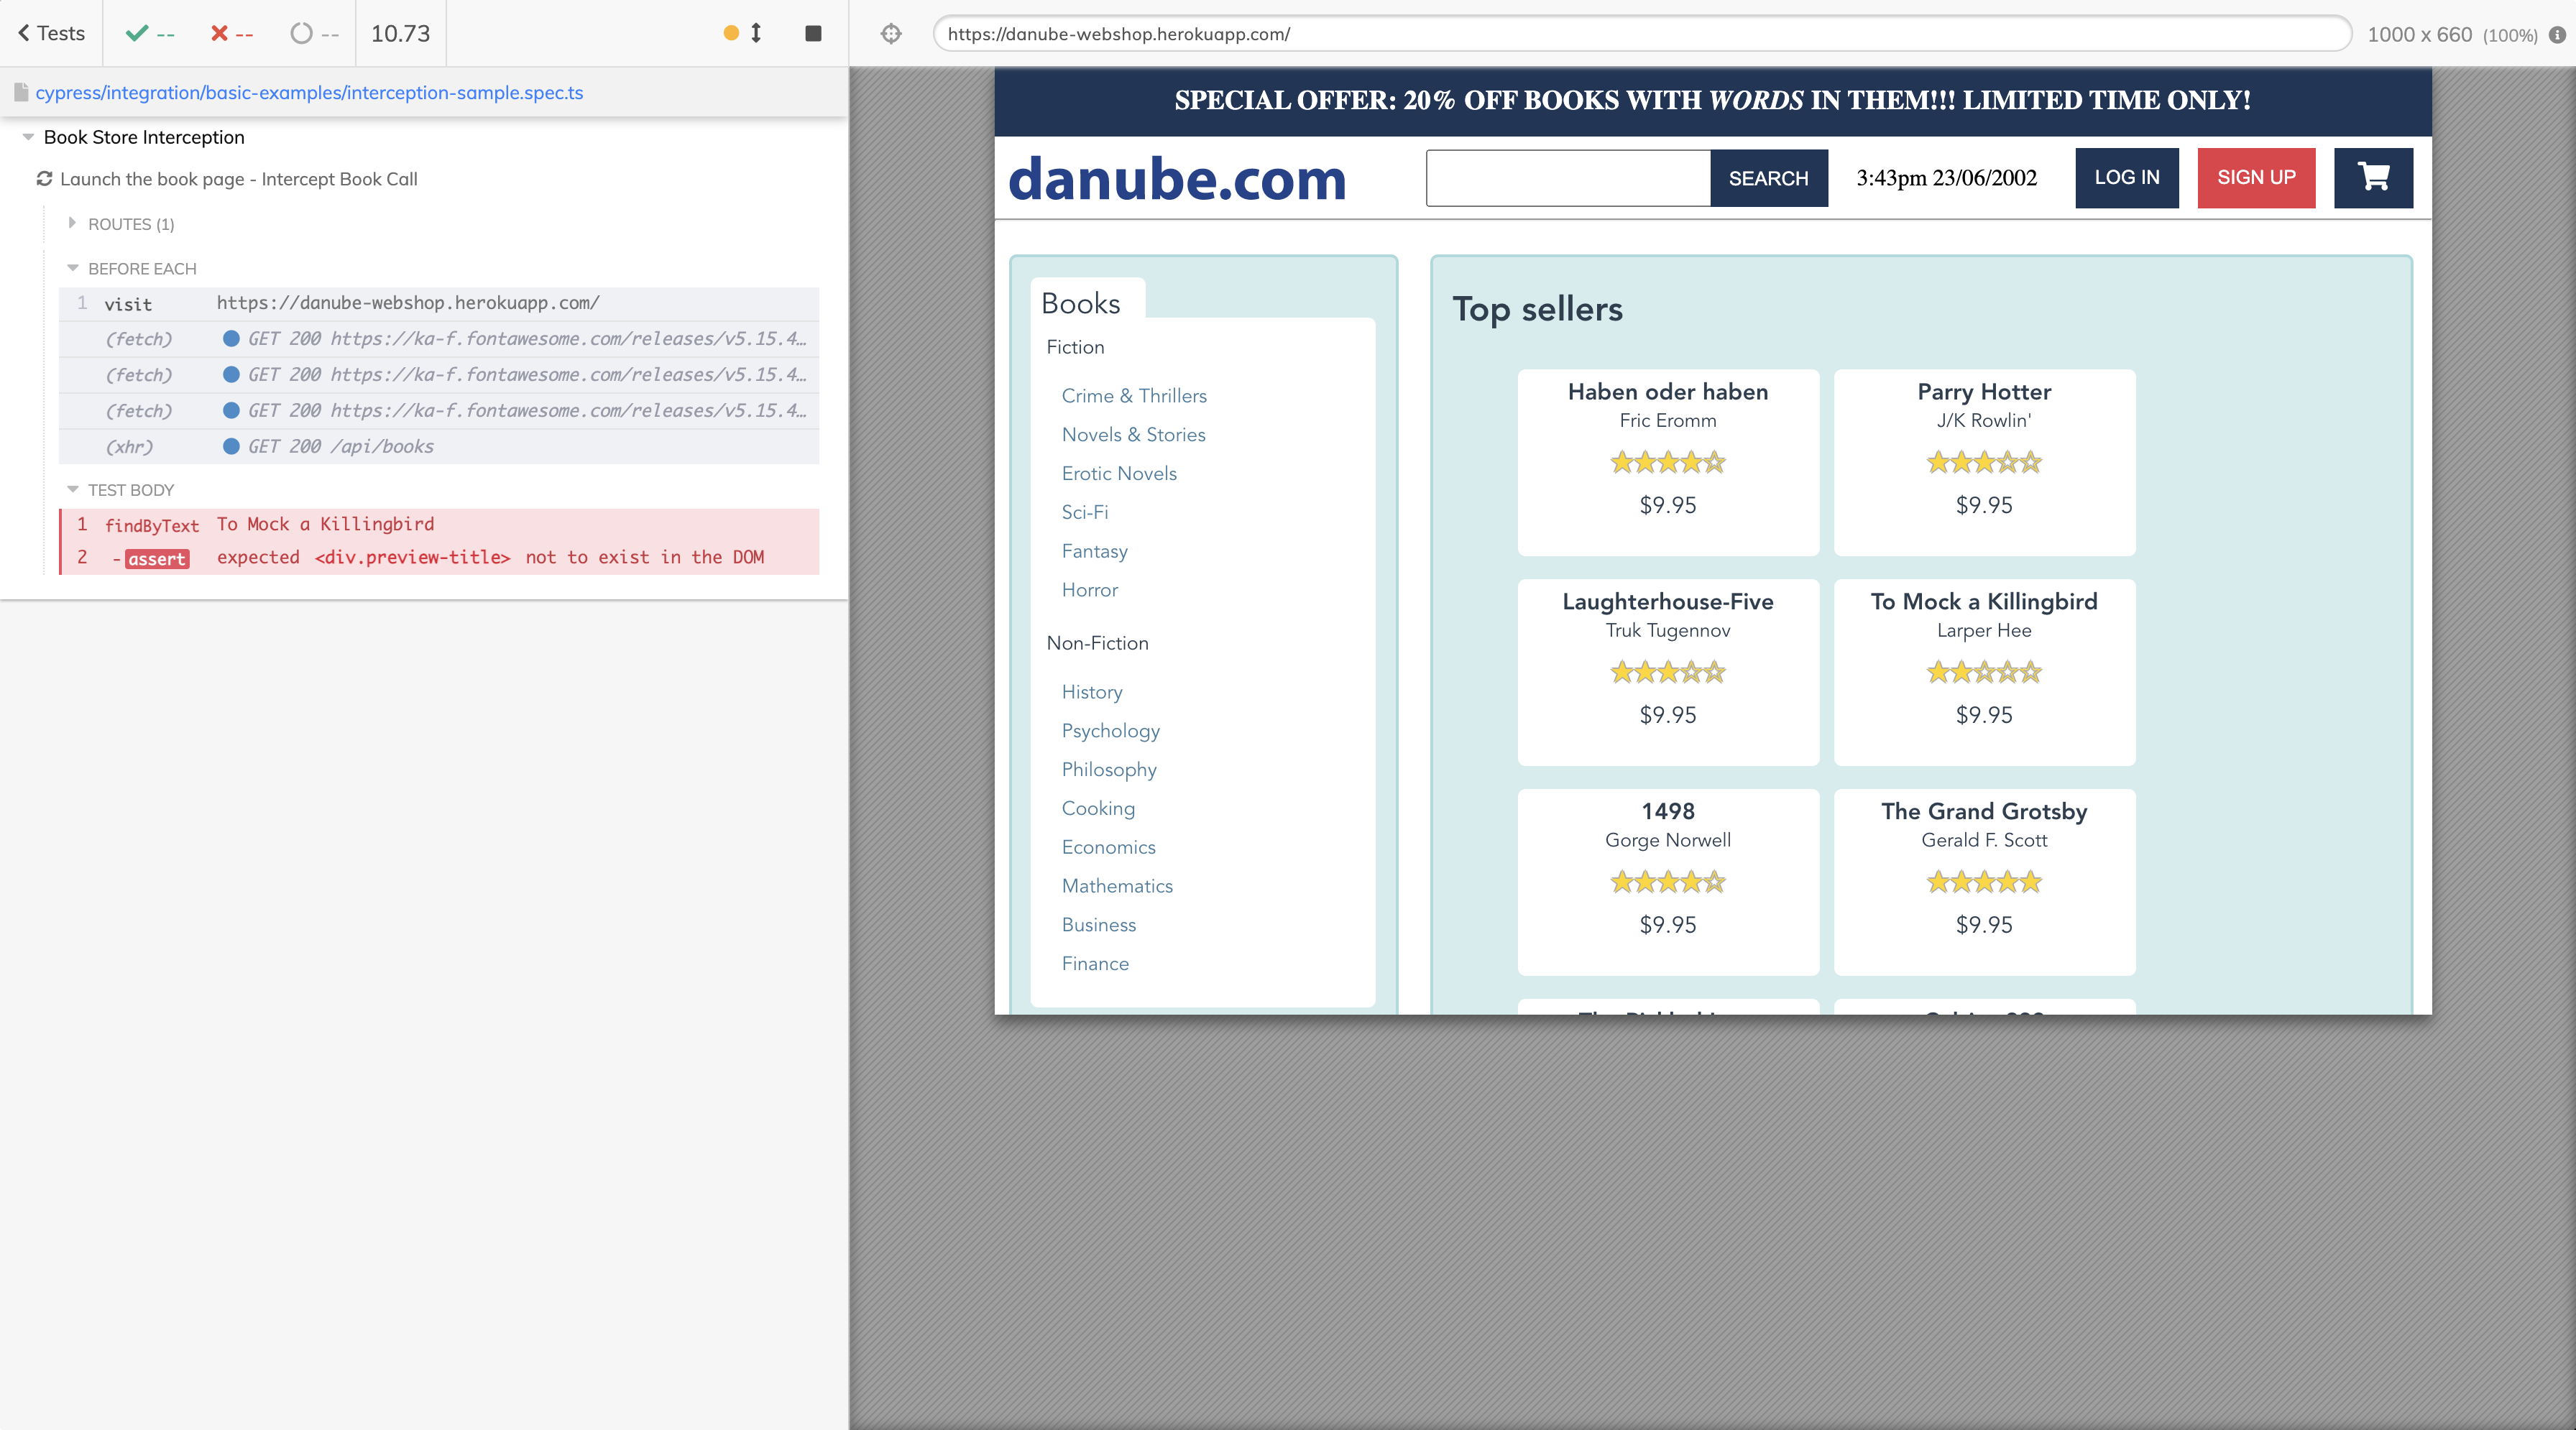 Tests
--
--
--
10.73
https://danube-webshop.herokuapp.com/
1000 x 660 (100%)
cypress/integration/basic-examples/interception-sample.spec.ts
Book Store Interception
Launch the book page - Intercept Book Call
ROUTES (1)
BEFORE EACH
1 visit https://danube-webshop.herokuapp.com/
(fetch) GET 200 https://ka-f.fontawesome.com/releases/v5.15.4…
(fetch) GET 200 https://ka-f.fontawesome.com/releases/v5.15.4…
(fetch) GET 200 https://ka-f.fontawesome.com/releases/v5.15.4…
(xhr) GET 200 /api/books
TEST BODY
1 findByText To Mock a Killingbird
2 -assert expected <div.preview-title> not to exist in the DOM
SPECIAL OFFER: 20% OFF BOOKS WITH WORDS IN THEM!!! LIMITED TIME ONLY!
danube.com
SEARCH
3:43pm 23/06/2002
LOG IN
SIGN UP
Books
Fiction
Crime & Thrillers
Novels & Stories
Erotic Novels
Sci-Fi
Fantasy
Horror
Non-Fiction
History
Psychology
Philosophy
Cooking
Economics
Mathematics
Business
Finance
Top sellers
Haben oder haben
Fric Eromm
$9.95
Parry Hotter
J/K Rowlin'
$9.95
Laughterhouse-Five
Truk Tugennov
$9.95
To Mock a Killingbird
Larper Hee
$9.95
1498
Gorge Norwell
$9.95
The Grand Grotsby
Gerald F. Scott
$9.95